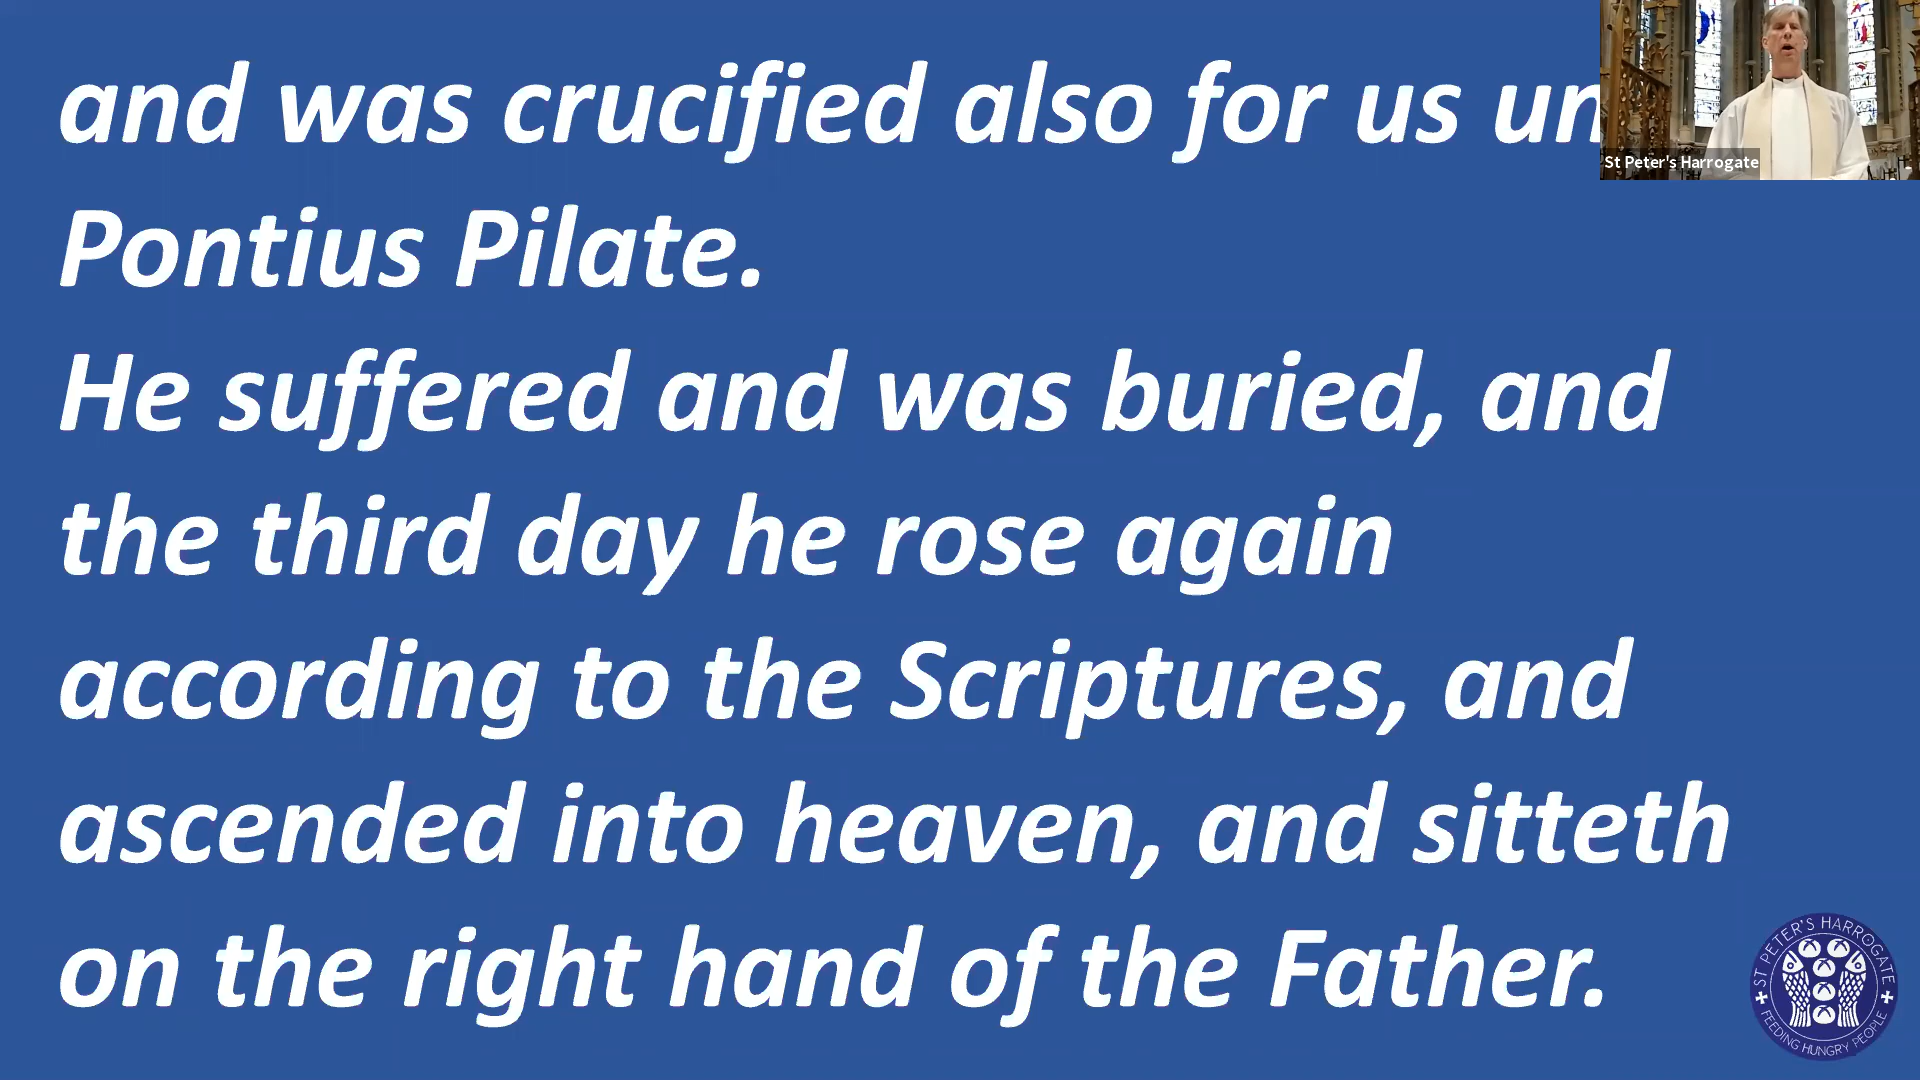 and was crucified also for us un
Pontius Pilate.
He suffered and was buried, and
the third day he rose again
according to the Scriptures, and
ascended into heaven, and sitteth
on the right hand of the Father.
St Peter's Harrogate
ST PETER'S HARROGATE
FEEDING HUNGRY PEOPLE